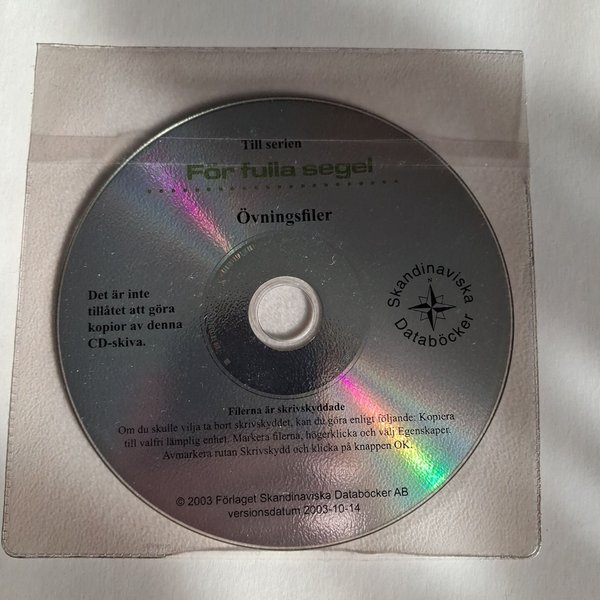 Till serien
För fulla segel
Övningsfiler
Det är inte
tillåtet att göra
kopior av denna
CD-skiva.
N
Skandinaviska
Databöcker
Filerna är skrivskyddade
Om du skulle vilja ta bort skrivskyddet, kan du göra enligt följande: Kopiera
till valfri lämplig enhet. Markera filerna, högerklicka och välj Egenskaper.
Avmarkera rutan Skrivskydd och klicka på knappen OK.
© 2003 Förlaget Skandinaviska Databöcker AB
versionsdatum 2003-10-14